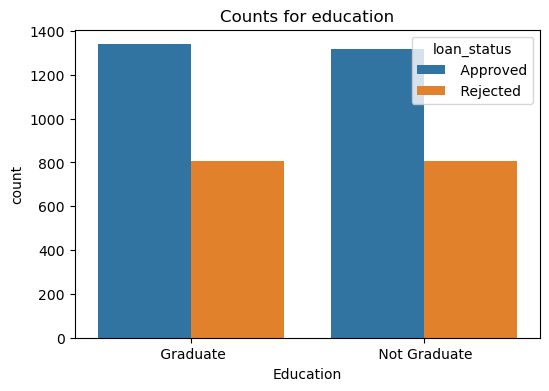 Counts for education
loan_status
Approved
Rejected
1400
1200
1000
800
600
400
200
0
count
Graduate
Not Graduate
Education